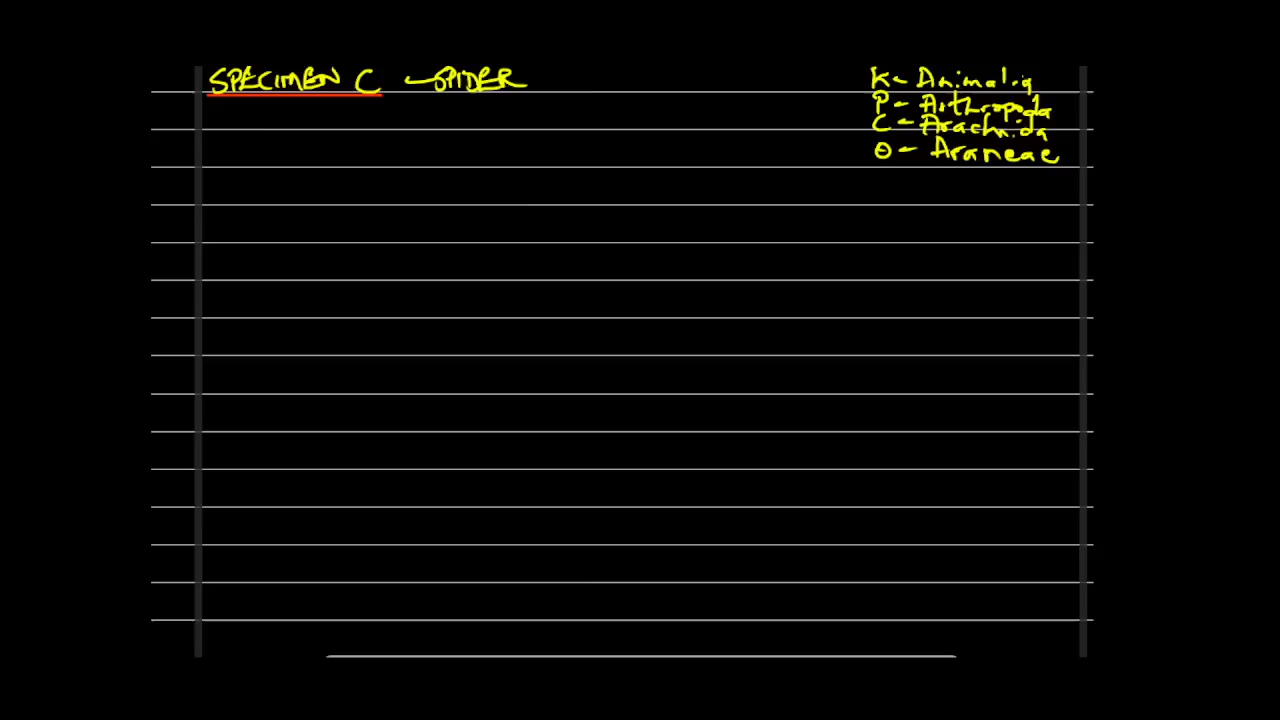 SPECIMEN C - SPIDER
K - Animalia
P - Arthropoda
C - Arachnida
O - Araneae